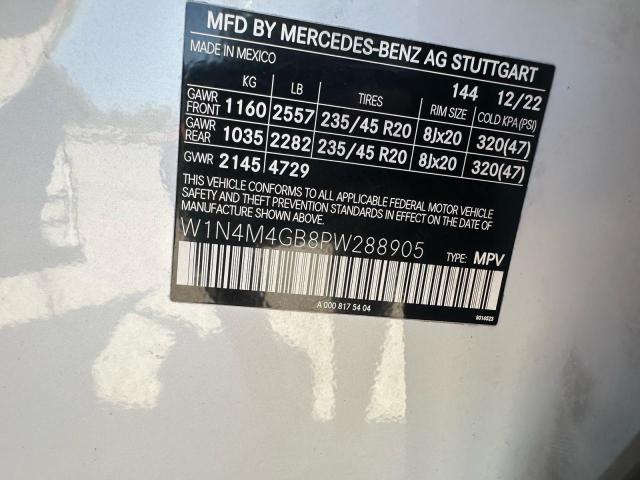 MFD BY MERCEDES-BENZ AG STUTTGART
MADE IN MEXICO 144 12/22
KG LB TIRES RIM SIZE COLD KPA(PSI)
GAWR FRONT 1160 2557 235/45 R20 8Jx20 320(47)
GAWR REAR 1035 2282 235/45 R20 8Jx20 320(47)
GVWR 2145 4729
THIS VEHICLE CONFORMS TO ALL APPLICABLE FEDERAL MOTOR VEHICLE
SAFETY AND THEFT PREVENTION STANDARDS IN EFFECT ON THE DATE OF
MANUFACTURE SHOWN ABOVE.
W1N4M4GB8PW288905
TYPE: MPV
A 000 817 54 04